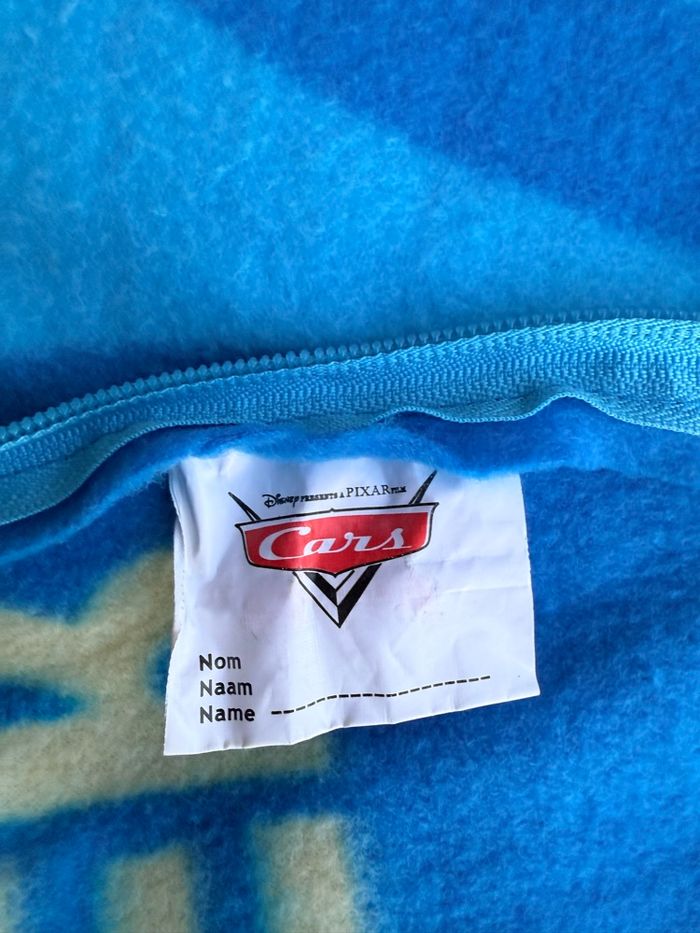 Disney PRESENTS A PIXAR FILM
Cars
Nom
Naam
Name